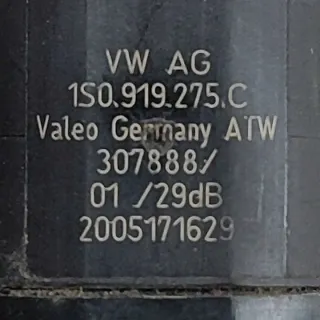 VW AG
1S0.919.275.C
Valeo Germany ATW
307888/
01 /29dB
2005171629